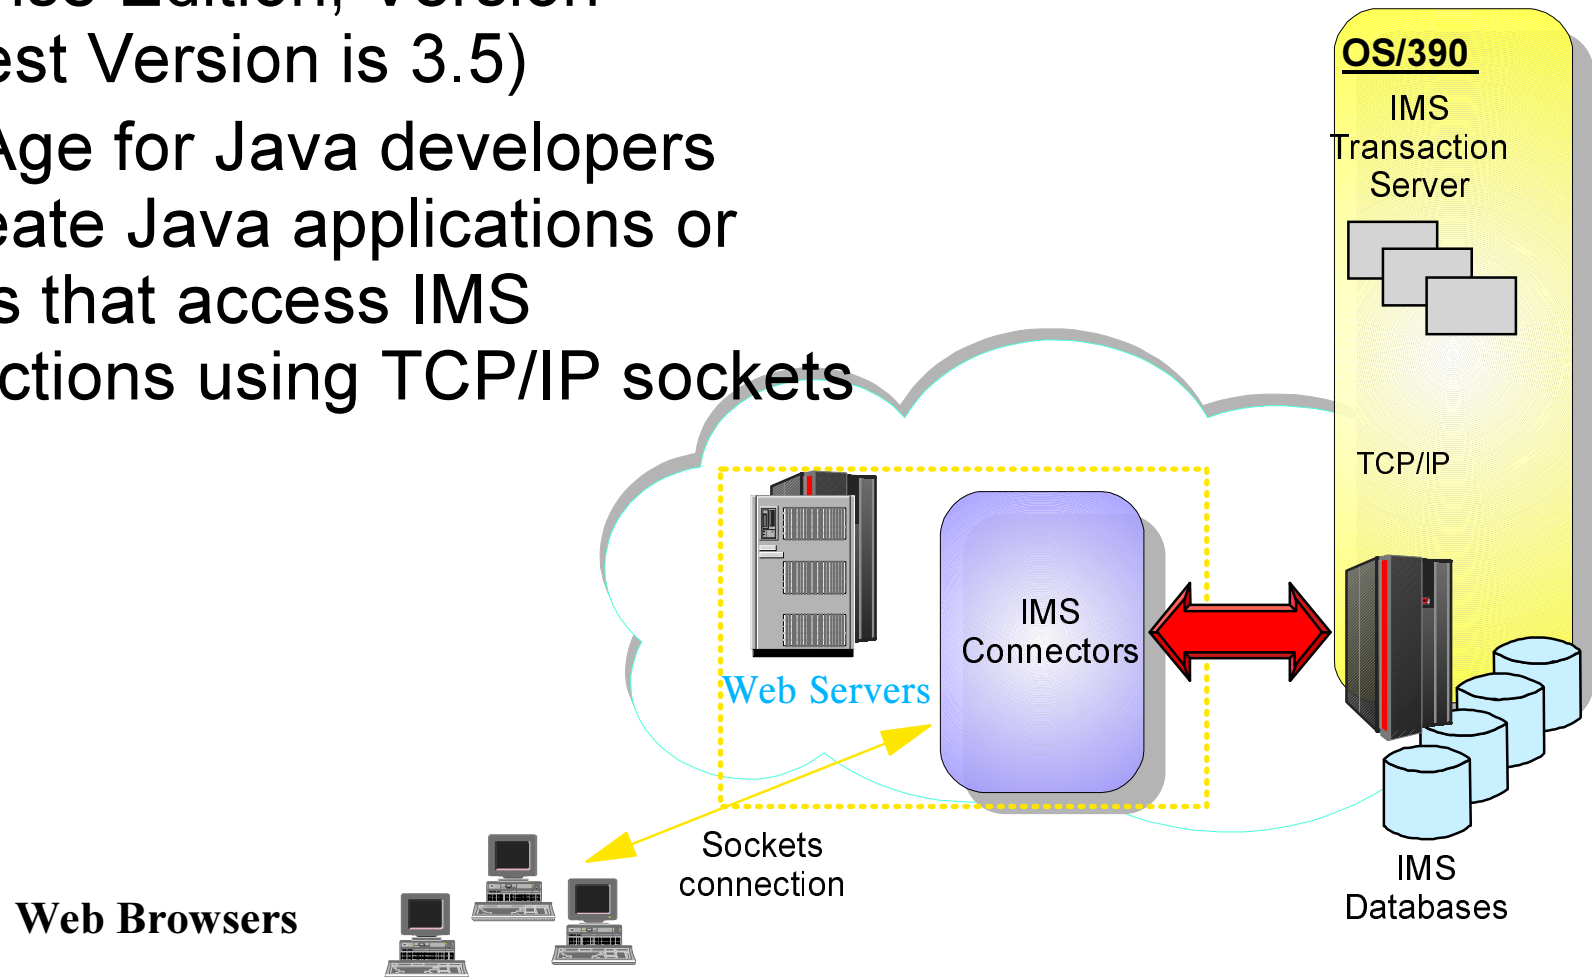 est Version is 3.5)
Age for Java developers
eate Java applications or
s that access IMS
ctions using TCP/IP sockets
OS/390
IMS
Transaction
Server
TCP/IP
IMS
Connectors
Web Servers
Sockets
connection
Web Browsers
IMS
Databases